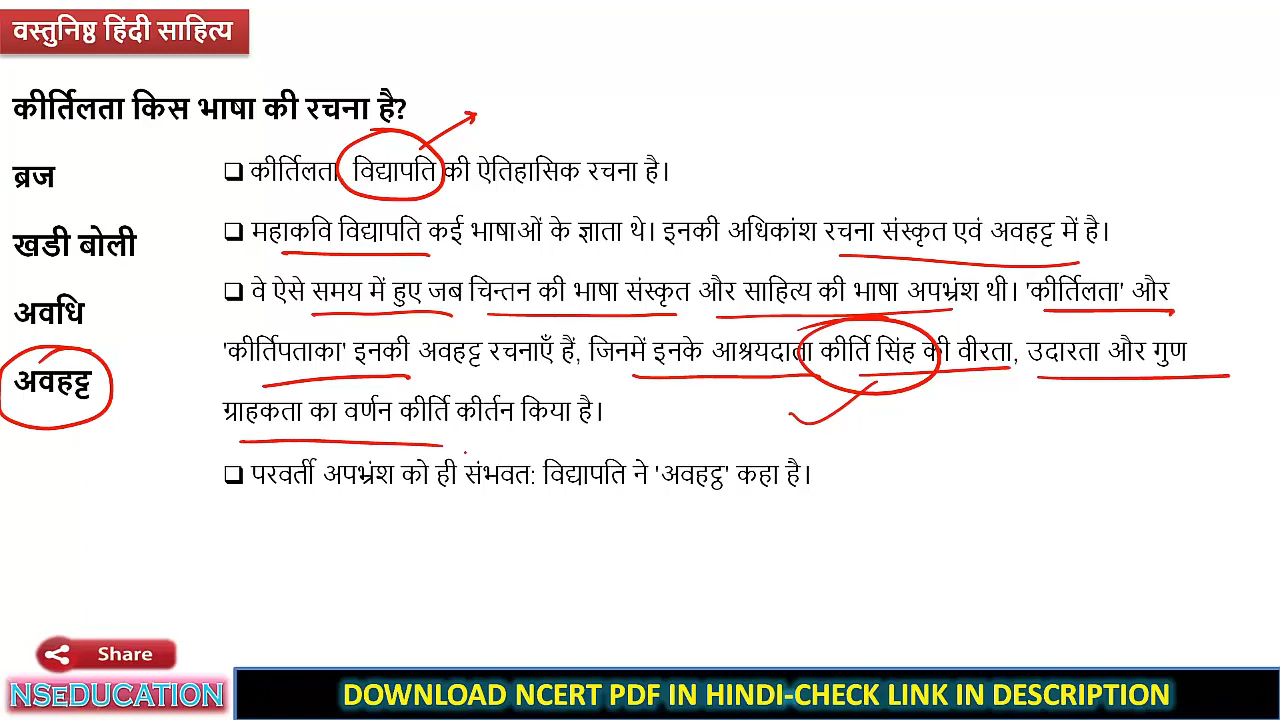 वस्तुनिष्ठ हिंदी साहित्य
कीर्तिलता किस भाषा की रचना है?
ब्रज
खडी बोली
अवधि
अवहट्ट
❑ कीर्तिलता विद्यापति की ऐतिहासिक रचना है।
❑ महाकवि विद्यापति कई भाषाओं के ज्ञाता थे। इनकी अधिकांश रचना संस्कृत एवं अवहट्ट में है।
❑ वे ऐसे समय में हुए जब चिन्तन की भाषा संस्कृत और साहित्य की भाषा अपभ्रंश थी। 'कीर्तिलता' और
'कीर्तिपताका' इनकी अवहट्ट रचनाएँ हैं, जिनमें इनके आश्रयदाता कीर्ति सिंह की वीरता, उदारता और गुण
ग्राहकता का वर्णन कीर्ति कीर्तन किया है।
❑ परवर्ती अपभ्रंश को ही संभवत: विद्यापति ने 'अवहट्ठ' कहा है।
Share
NSEDUCATION
DOWNLOAD NCERT PDF IN HINDI-CHECK LINK IN DESCRIPTION